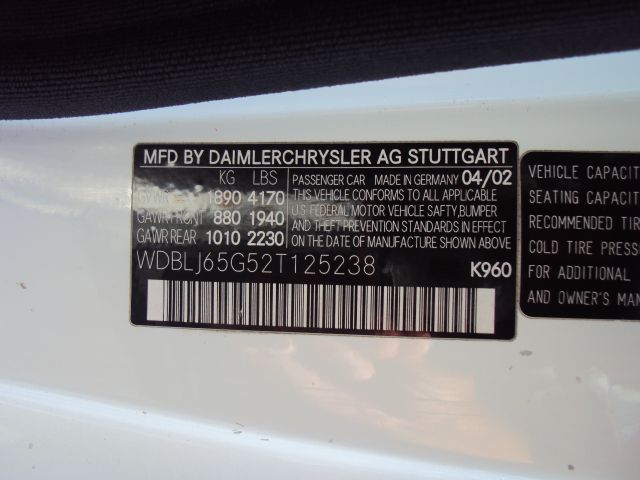 MFD BY DAIMLERCHRYSLER AG STUTTGART
KG LBS
GVWR 1890 4170
GAWR FRONT 880 1940
GAWR REAR 1010 2230
PASSENGER CAR MADE IN GERMANY 04/02
THIS VEHICLE CONFORMS TO ALL APPLICABLE
U.S. FEDERAL MOTOR VEHICLE SAFTY,BUMPER
AND THEFT PREVENTION STANDARDS IN EFFECT
ON THE DATE OF MANUFACTURE SHOWN ABOVE
WDBLJ65G52T125238 K960
VEHICLE CAPACIT
SEATING CAPACIT
RECOMMENDED TIR
COLD TIRE PRESSU
FOR ADDITION
AND OWNER'S MAN